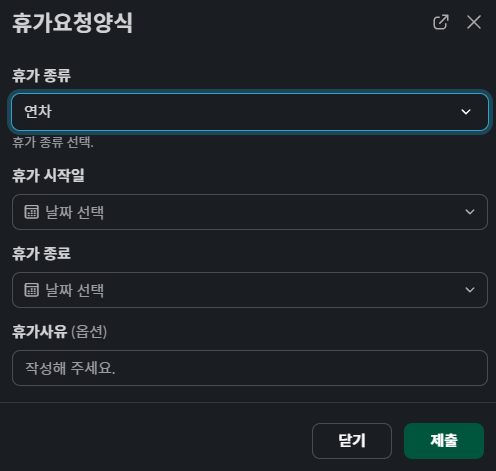 휴가요청양식
휴가 종류
연차
휴가 종류 선택.
휴가 시작일
날짜 선택
휴가 종료
날짜 선택
휴가사유 (옵션)
작성해 주세요.
닫기 제출